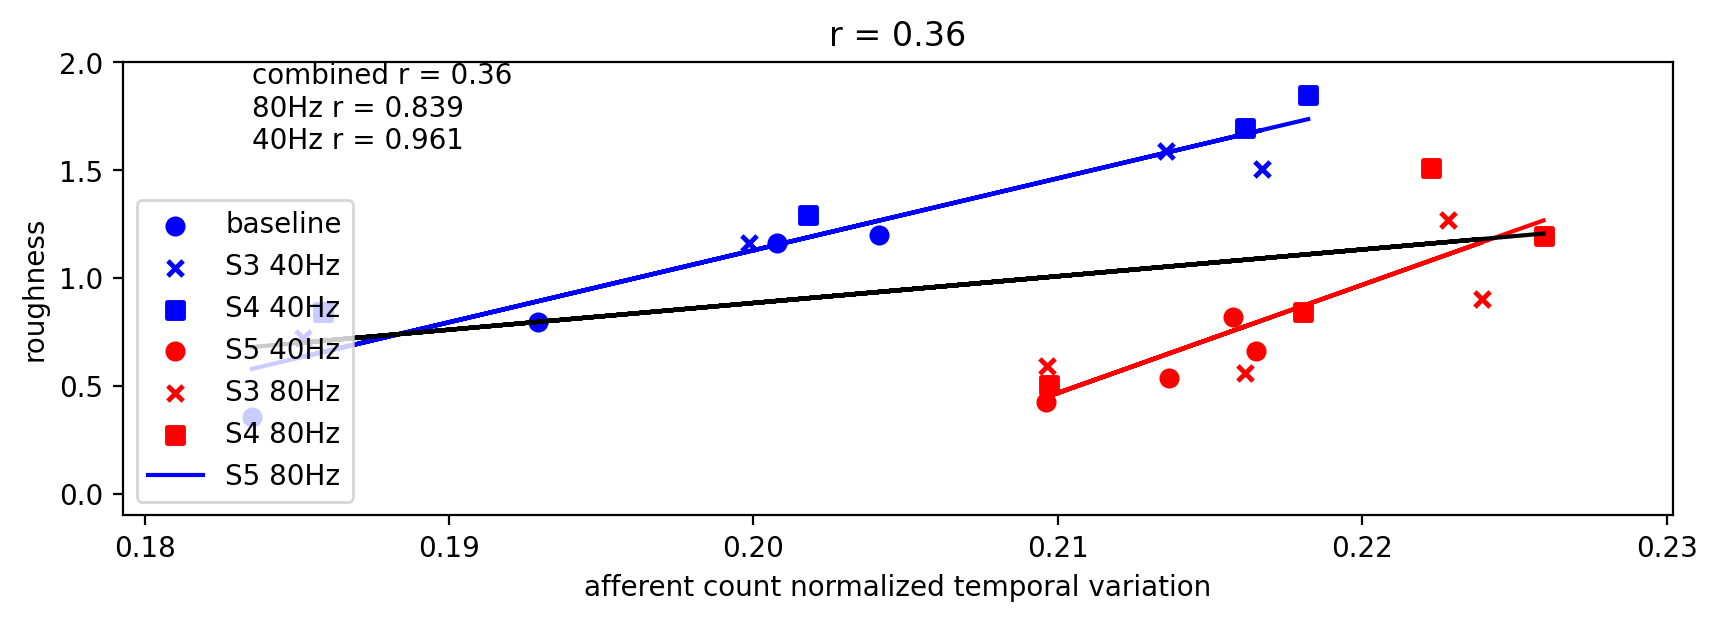 r = 0.36
combined r = 0.36
80Hz r = 0.839
40Hz r = 0.961
baseline
S3 40Hz
S4 40Hz
S5 40Hz
S3 80Hz
S4 80Hz
S5 80Hz
roughness
2.0
1.5
1.0
0.5
0.0
0.18 0.19 0.20 0.21 0.22 0.23
afferent count normalized temporal variation